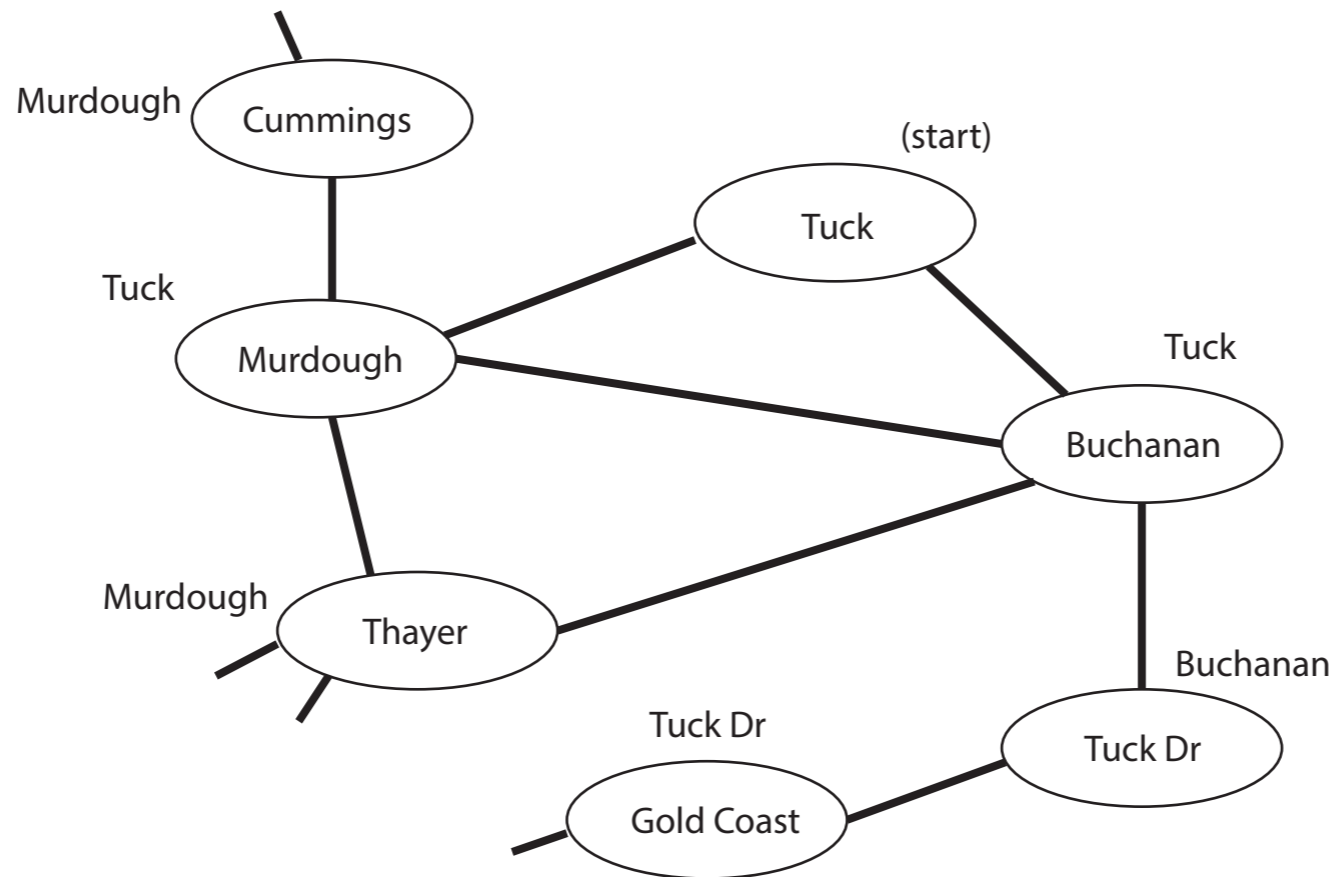 Murdough
Cummings
(start)
Tuck
Tuck
Murdough
Tuck
Buchanan
Murdough
Thayer
Buchanan
Tuck Dr
Tuck Dr
Gold Coast